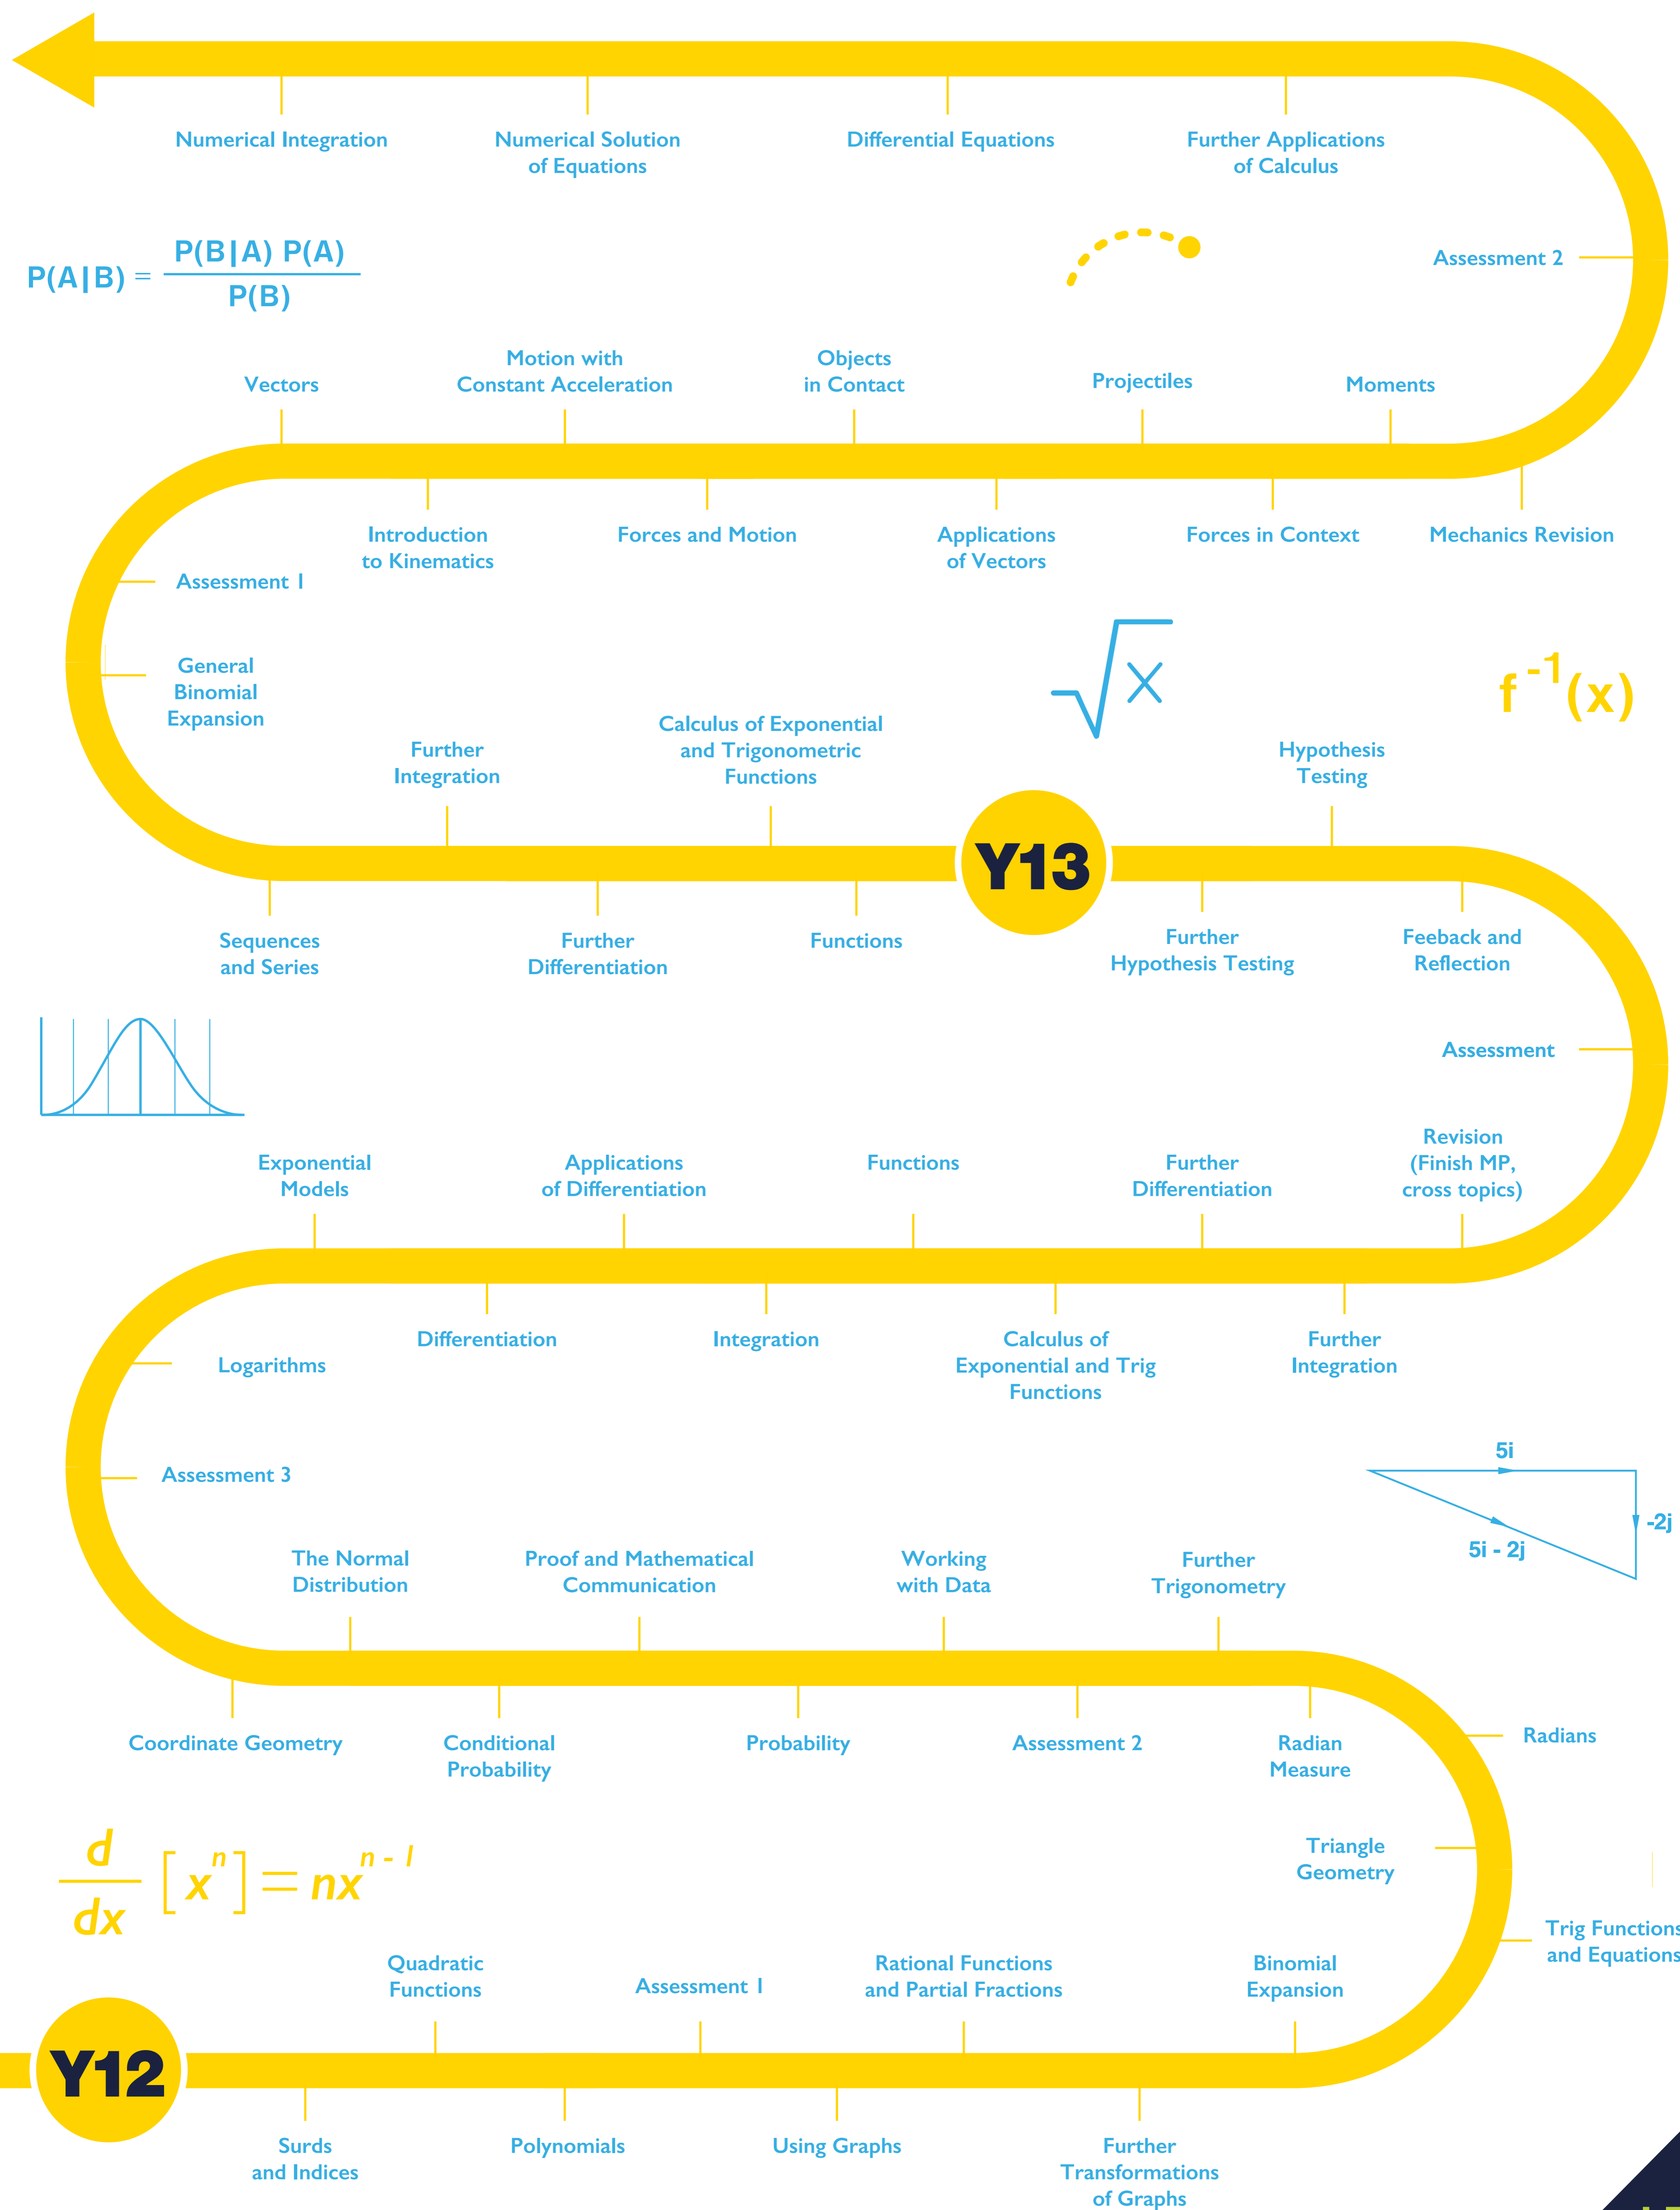 Numerical Integration
Numerical Solution
of Equations
Differential Equations
Further Applications
of Calculus
P(A|B) = P(B|A) P(A)
P(B)
Assessment 2
Vectors
Motion with
Constant Acceleration
Objects
in Contact
Projectiles
Moments
Introduction
to Kinematics
Forces and Motion
Applications
of Vectors
Forces in Context
Mechanics Revision
Assessment 1
General
Binomial
Expansion
√x
f⁻¹(x)
Further
Integration
Calculus of Exponential
and Trigonometric
Functions
Hypothesis
Testing
Y13
Sequences
and Series
Further
Differentiation
Functions
Further
Hypothesis Testing
Feeback and
Reflection
Assessment
Exponential
Models
Applications
of Differentiation
Functions
Further
Differentiation
Revision
(Finish MP,
cross topics)
Differentiation
Integration
Calculus of
Exponential and Trig
Functions
Further
Integration
Logarithms
Assessment 3
5i
-2j
5i - 2j
The Normal
Distribution
Proof and Mathematical
Communication
Working
with Data
Further
Trigonometry
Coordinate Geometry
Conditional
Probability
Probability
Assessment 2
Radian
Measure
Radians
Triangle
Geometry
Trig Functions
and Equations
d
dx
[xⁿ] = nxⁿ⁻¹
Quadratic
Functions
Assessment 1
Rational Functions
and Partial Fractions
Binomial
Expansion
Y12
Surds
and Indices
Polynomials
Using Graphs
Further
Transformations
of Graphs